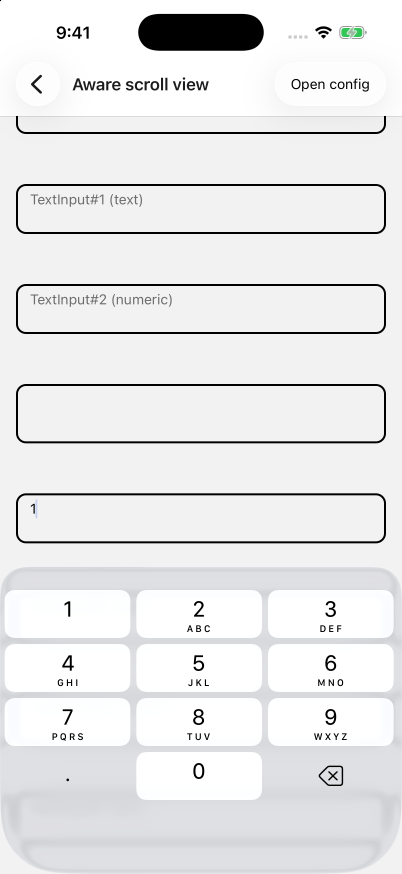 9:41
Aware scroll view
Open config
TextInput#1 (text)
TextInput#2 (numeric)
1
1
2
ABC
3
DEF
4
GHI
5
JKL
6
MNO
7
PQRS
8
TUV
9
WXYZ
.
0